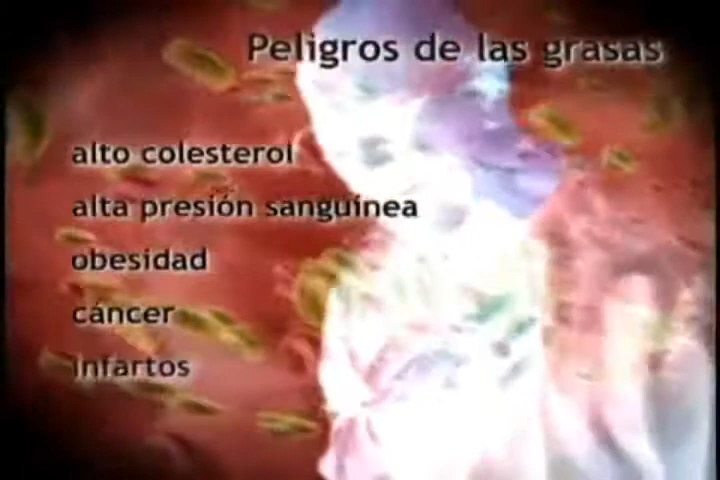 Peligros de las grasas
alto colesterol
alta presión sanguínea
obesidad
cáncer
infartos